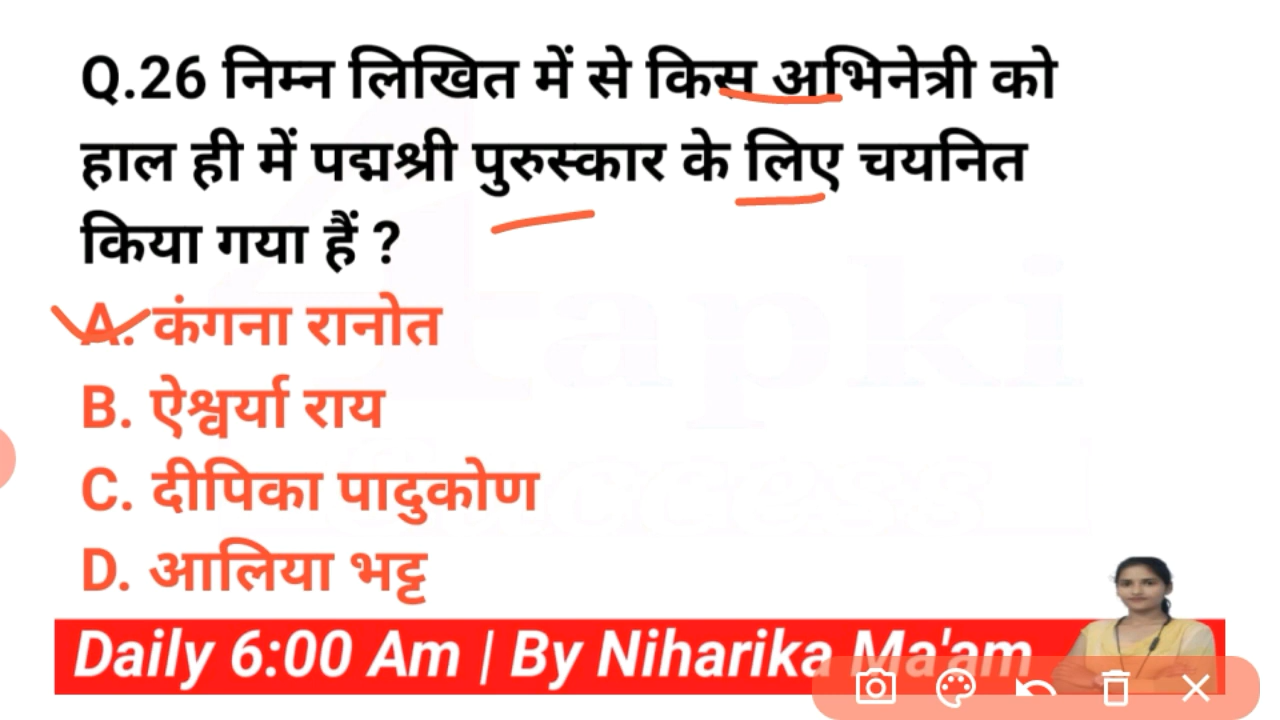 Q.26 निम्न लिखित में से किस अभिनेत्री को
हाल ही में पद्मश्री पुरुस्कार के लिए चयनित
किया गया हैं ?
A. कंगना रानोत
B. ऐश्वर्या राय
C. दीपिका पादुकोण
D. आलिया भट्ट
Daily 6:00 Am | By Niharika Ma'am